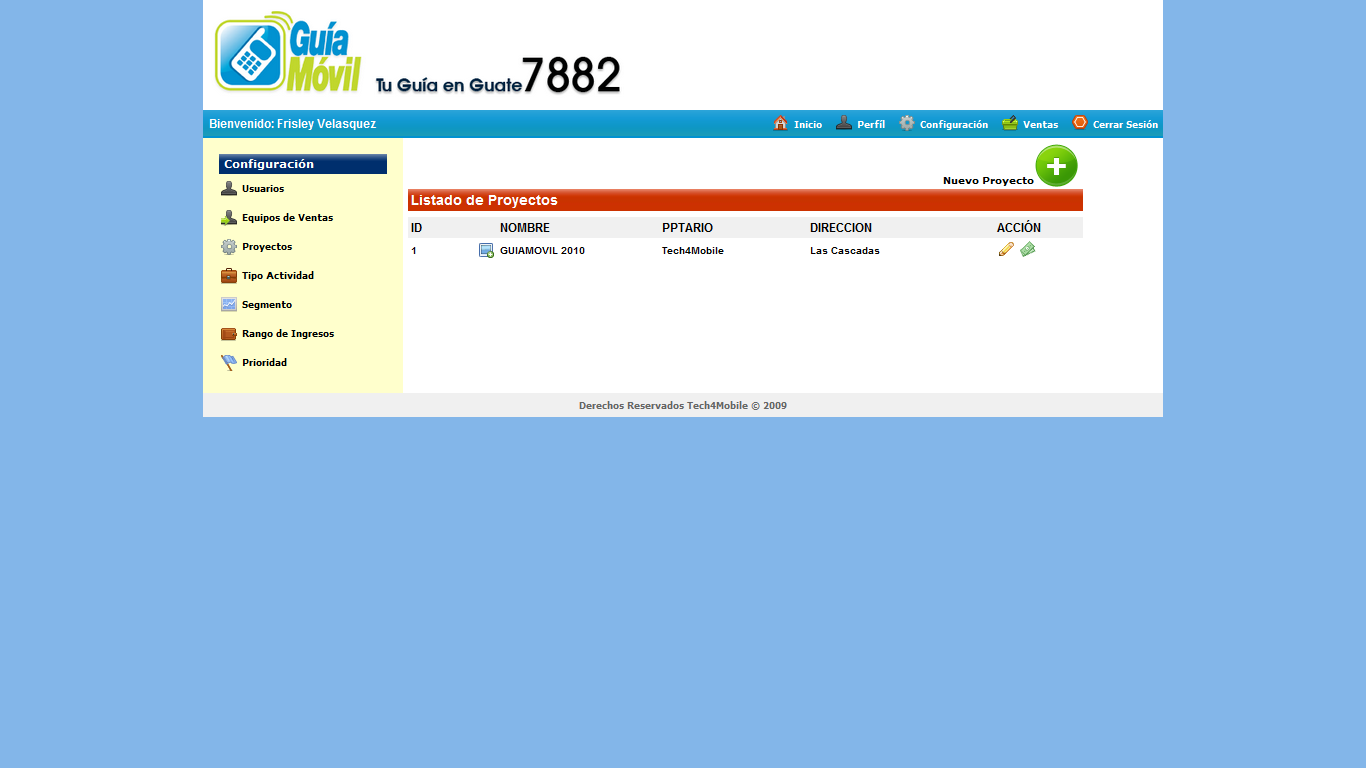 Guía
Móvil
Tu Guía en Guate 7882
Bienvenido: Frisley Velasquez
Inicio Perfíl Configuración Ventas Cerrar Sesión
Configuración
Usuarios
Equipos de Ventas
Proyectos
Tipo Actividad
Segmento
Rango de Ingresos
Prioridad
Nuevo Proyecto
Listado de Proyectos
ID NOMBRE PPTARIO DIRECCION ACCIÓN
1 GUIAMOVIL 2010 Tech4Mobile Las Cascadas
Derechos Reservados Tech4Mobile © 2009